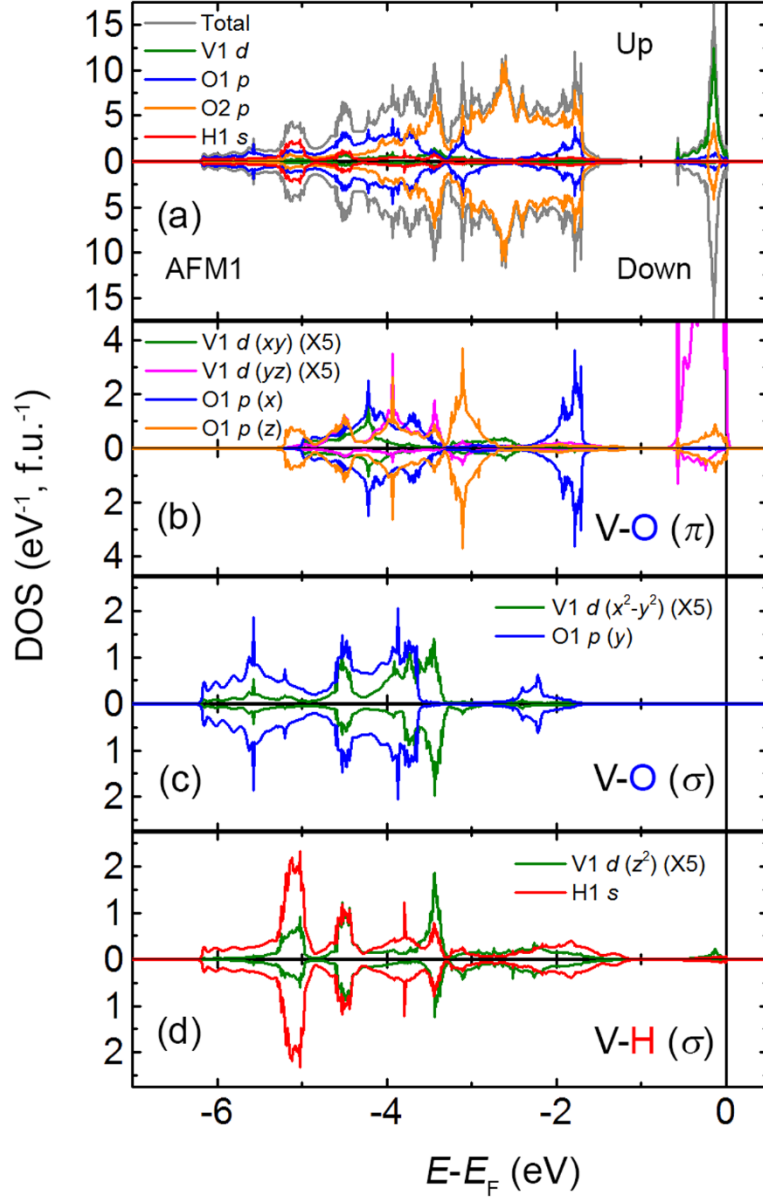 Total
V1 d
O1 p
O2 p
H1 s
Up
15
10
5
0
5
10
15
(a)
AFM1
Down
V1 d (xy) (X5)
V1 d (yz) (X5)
O1 p (x)
O1 p (z)
4
2
0
2
4
(b)
V-O (π)
V1 d (x²-y²) (X5)
O1 p (y)
2
1
0
1
2
(c)
V-O (σ)
V1 d (z²) (X5)
H1 s
2
1
0
1
2
(d)
V-H (σ)
DOS (eV⁻¹, f.u.⁻¹)
-6 -4 -2 0
E-E_F (eV)